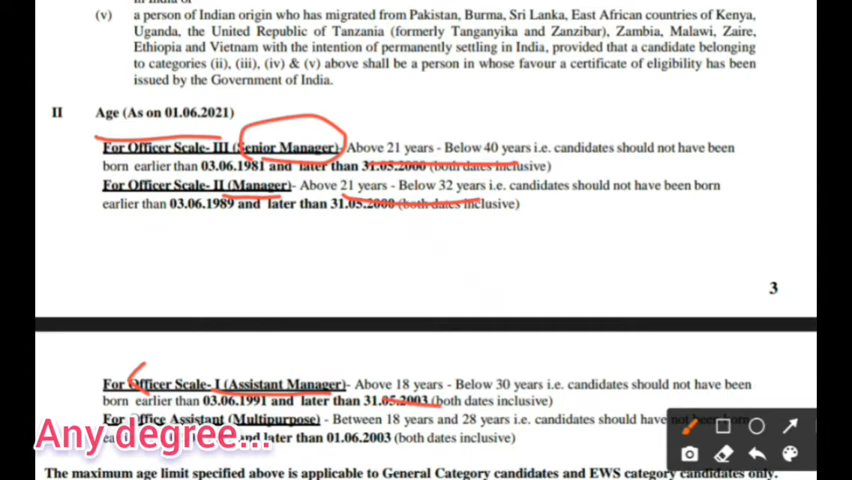 (v) a person of Indian origin who has migrated from Pakistan, Burma, Sri Lanka, East African countries of Kenya,
Uganda, the United Republic of Tanzania (formerly Tanganyika and Zanzibar), Zambia, Malawi, Zaire,
Ethiopia and Vietnam with the intention of permanently settling in India, provided that a candidate belonging
to categories (ii), (iii), (iv) & (v) above shall be a person in whose favour a certificate of eligibility has been
issued by the Government of India.
II Age (As on 01.06.2021)
For Officer Scale- III (Senior Manager)- Above 21 years - Below 40 years i.e. candidates should not have been
born earlier than 03.06.1981 and later than 31.05.2000 (both dates inclusive)
For Officer Scale- II (Manager)- Above 21 years - Below 32 years i.e. candidates should not have been born
earlier than 03.06.1989 and later than 31.05.2000 (both dates inclusive)
3
For Officer Scale- I (Assistant Manager)- Above 18 years - Below 30 years i.e. candidates should not have been
born earlier than 03.06.1991 and later than 31.05.2003 (both dates inclusive)
For Office Assistant (Multipurpose) - Between 18 years and 28 years i.e. candidates should have not been born
Any degree...
and later than 01.06.2003 (both dates inclusive)
The maximum age limit specified above is applicable to General Category candidates and EWS category candidates only.